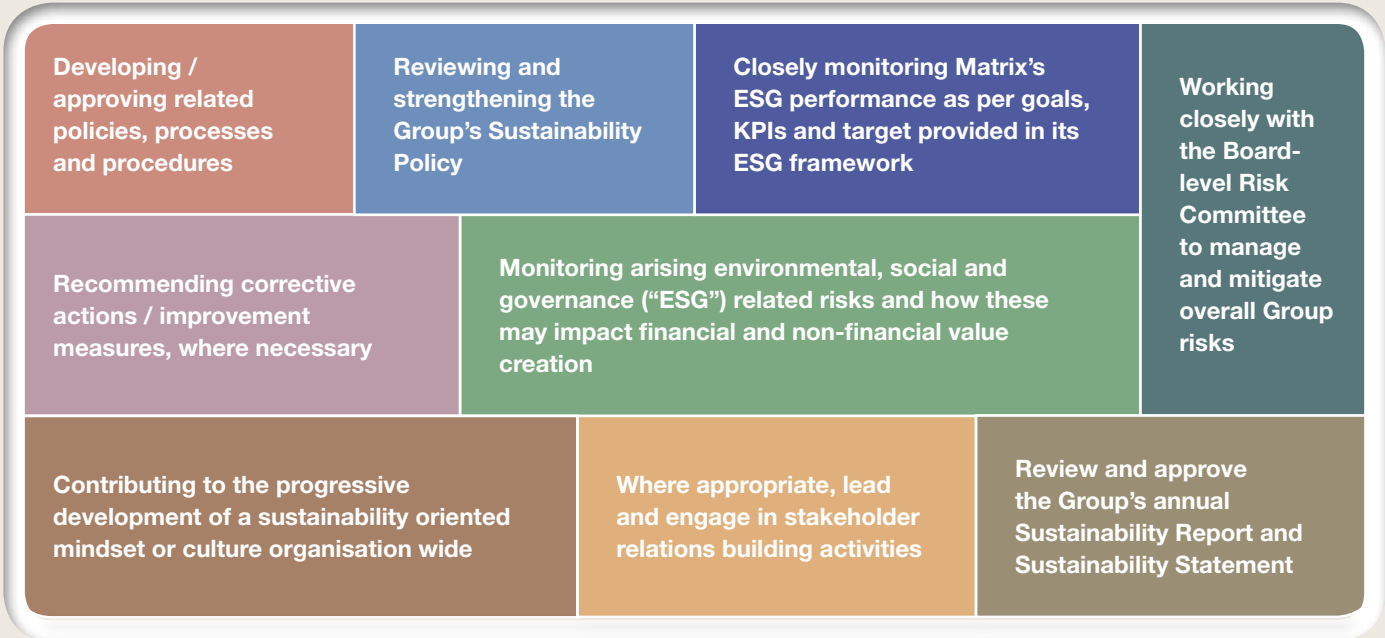 Developing /
approving related
policies, processes
and procedures
Reviewing and
strengthening the
Group’s Sustainability
Policy
Closely monitoring Matrix’s
ESG performance as per goals,
KPIs and target provided in its
ESG framework
Working
closely with
the Board-
level Risk
Committee
to manage
and mitigate
overall Group
risks
Recommending corrective
actions / improvement
measures, where necessary
Monitoring arising environmental, social and
governance (“ESG”) related risks and how these
may impact financial and non-financial value
creation
Contributing to the progressive
development of a sustainability oriented
mindset or culture organisation wide
Where appropriate, lead
and engage in stakeholder
relations building activities
Review and approve
the Group’s annual
Sustainability Report and
Sustainability Statement